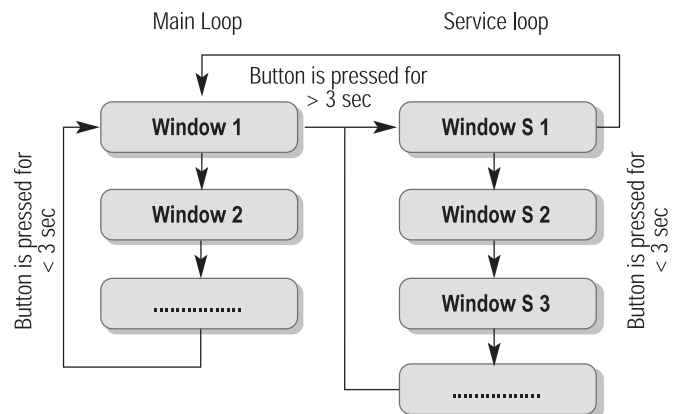 Main Loop
Service loop
Button is pressed for
> 3 sec
Window 1
Window S 1
Button is pressed for
< 3 sec
Window 2
Window S 2
Button is pressed for
< 3 sec
...............
Window S 3
...............